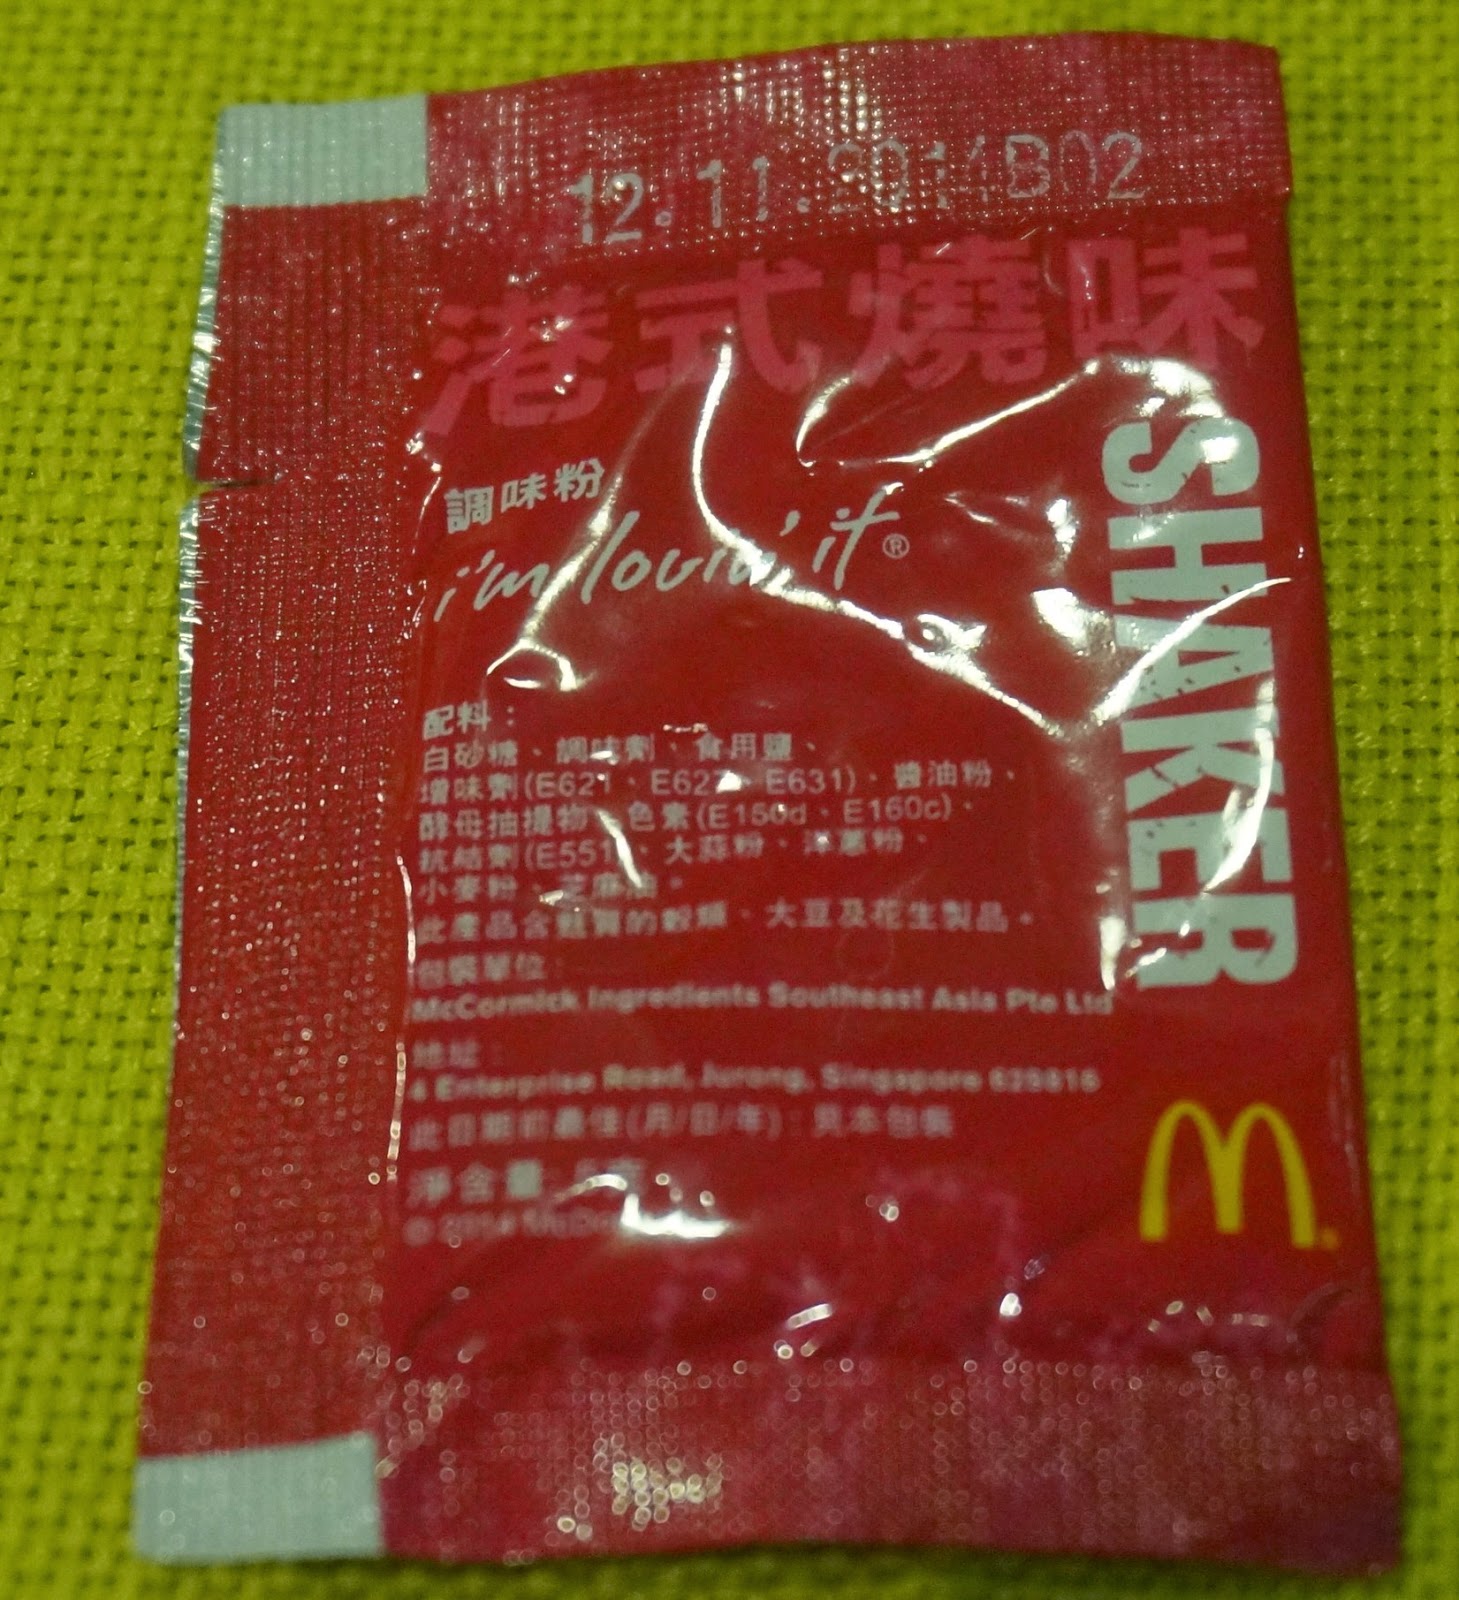 12.11.2014B02
港式燒味
SHAKER
調味粉
i'm lovin' it®
配料：
白砂糖、調味劑、食用鹽、
增味劑(E621、E627、E631)、醬油粉、
酵母抽提物、色素(E150d、E160c)、
抗結劑(E551)、大蒜粉、洋蔥粉、
小麥粉、芝麻油。
此產品含麩質的穀類、大豆及花生製品。
包裝單位：
McCormick Ingredients Southeast Asia Pte Ltd
地址：
4 Enterprise Road, Jurong, Singapore
此日期前最佳(月/日/年)：見本包裝
淨含量
© 2014